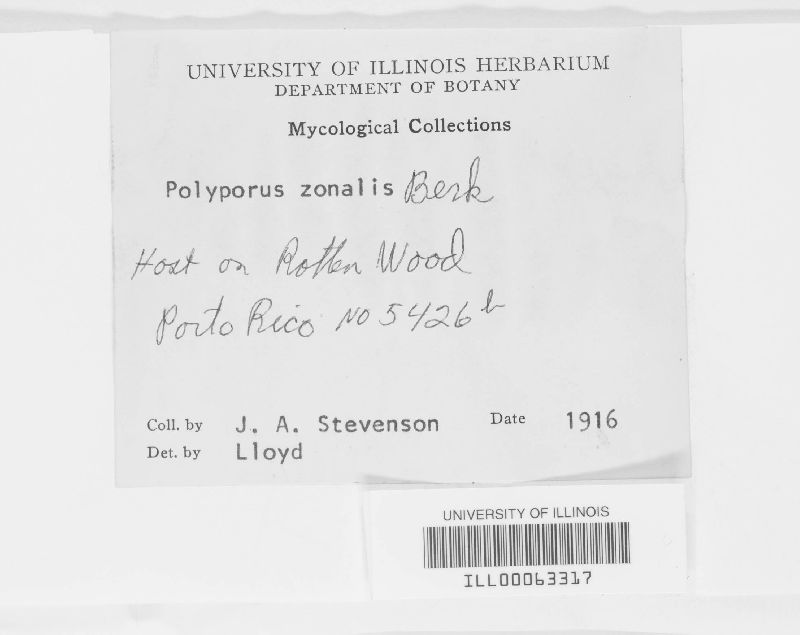 UNIVERSITY OF ILLINOIS HERBARIUM
DEPARTMENT OF BOTANY
Mycological Collections
Polyporus zonalis Berk
Host on Rotten Wood
Porto Rico No 5426 b
Coll. by J. A. Stevenson Date 1916
Det. by Lloyd
UNIVERSITY OF ILLINOIS
ILL00063317